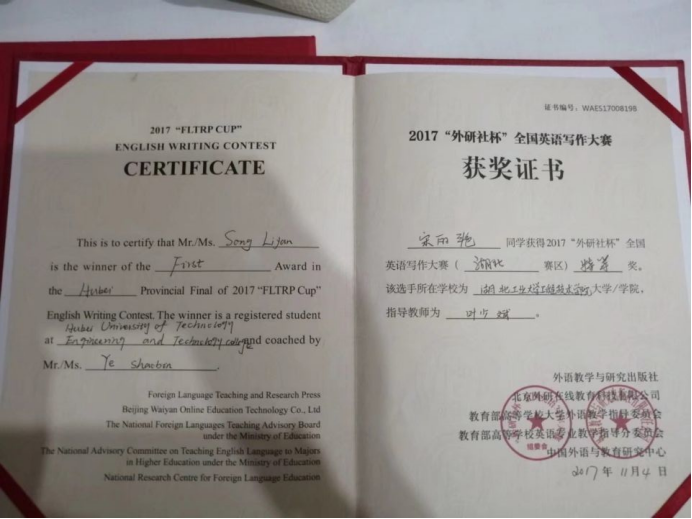 2017 “FLTRP CUP”
ENGLISH WRITING CONTEST
CERTIFICATE
This is to certify that Mr./Ms. Song Liyan
is the winner of the First Award in
the Hubei Provincial Final of 2017 “FLTRP Cup”
English Writing Contest. The winner is a registered student
Hubei University of Technology
at Engineering and Technology College and coached by
Mr./Ms. Ye Shaobin.
Foreign Language Teaching and Research Press
Beijing Waiyan Online Education Technology Co., Ltd
The National Foreign Languages Teaching Advisory Board
under the Ministry of Education
The National Advisory Committee on Teaching English Language to Majors
in Higher Education under the Ministry of Education
National Research Centre for Foreign Language Education
证书编号：WAES17008198
2017 “外研社杯” 全国英语写作大赛
获奖证书
宋丽艳 同学获得2017 “外研社杯” 全国
英语写作大赛（ 湖北 赛区） 奖。
该选手所在学校为 湖北工业大学工程技术学院 大学/学院，
指导教师为 叶少斌 。
外语教学与研究出版社
北京外研在线教育科技有限公司
教育部高等学校大学外语教学指导委员会
教育部高等学校英语专业教学指导分委员会
中国外语与教育研究中心
2017年11月4日